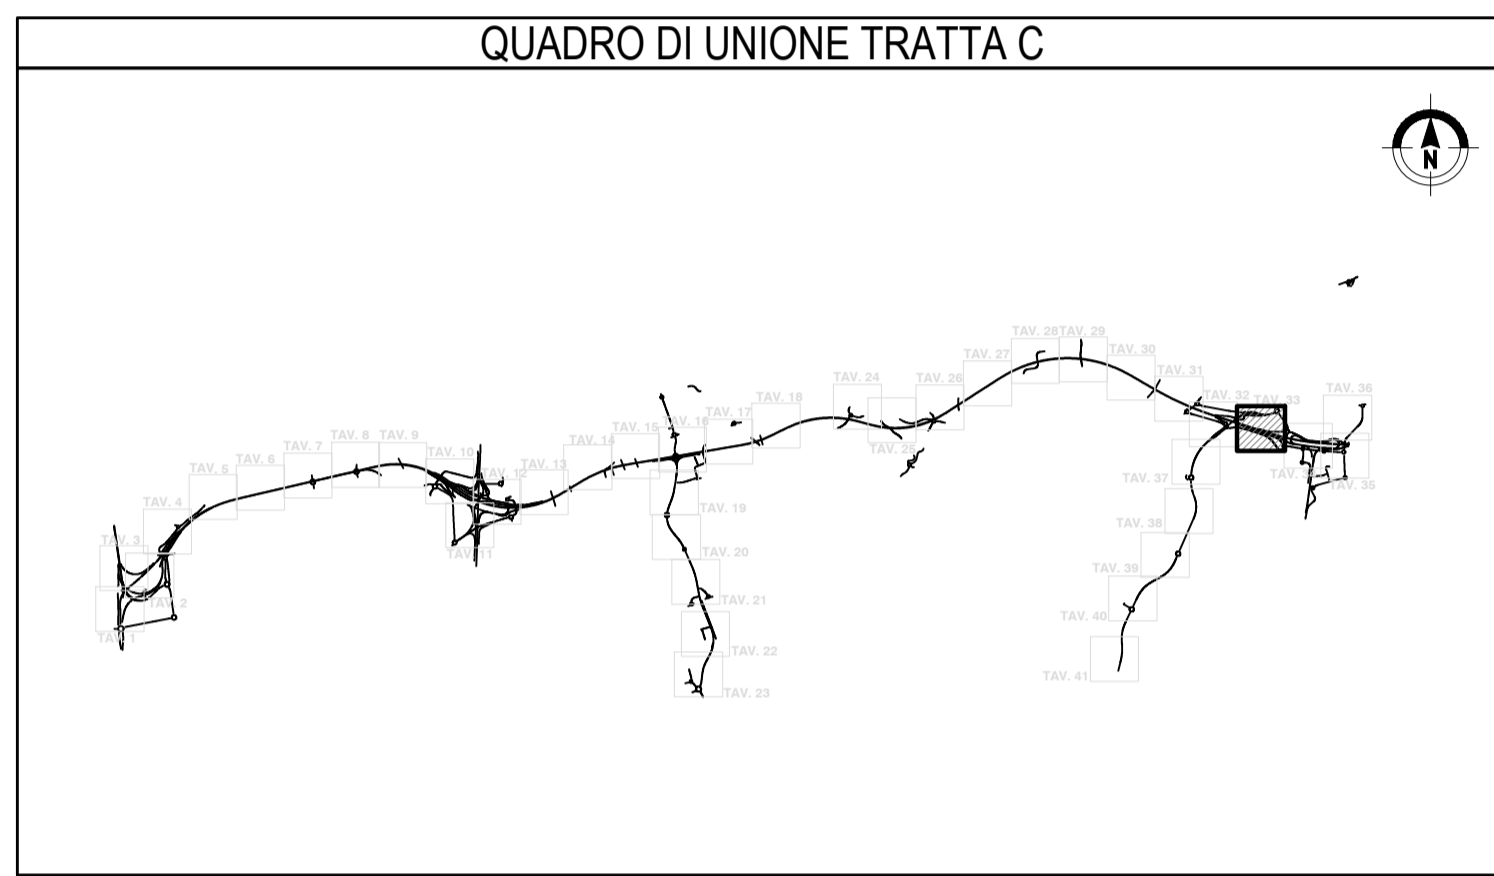 QUADRO DI UNIONE TRATTA C
N
TAV. 28
TAV. 29
TAV. 27
TAV. 30
TAV. 24
TAV. 26
TAV. 31
TAV. 36
TAV. 18
TAV. 32
TAV. 33
TAV. 17
TAV. 16
TAV. 15
TAV. 14
TAV. 25
TAV. 8
TAV. 9
TAV. 7
TAV. 6
TAV. 5
TAV. 10
TAV. 12
TAV. 13
TAV. 37
TAV. 35
TAV. 4
TAV. 19
TAV. 38
TAV. 3
TAV. 11
TAV. 20
TAV. 39
TAV. 2
TAV. 21
TAV. 40
TAV. 1
TAV. 22
TAV. 41
TAV. 23